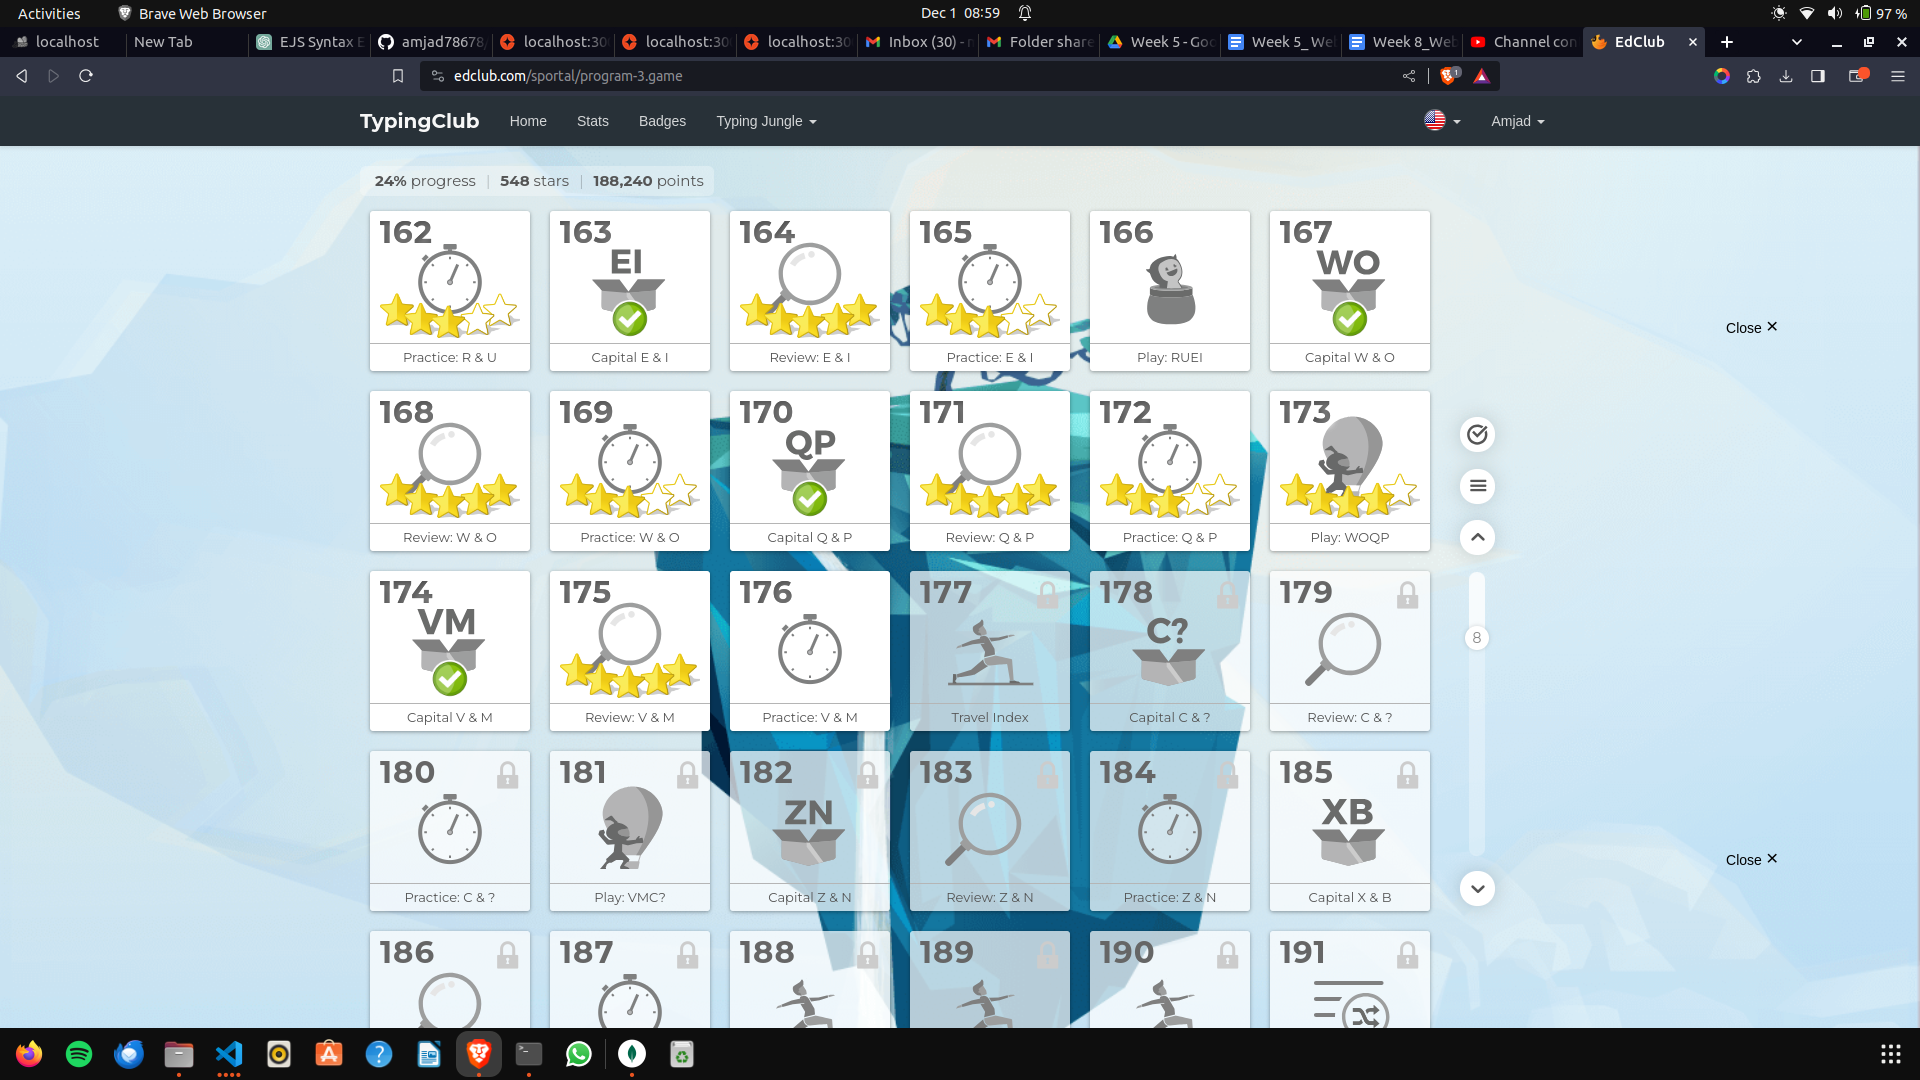 Activities Brave Web Browser Dec 1 08:59 97 %
localhost New Tab EJS Syntax E amjad78678/ localhost:30 localhost:30 localhost:30 Inbox (30) - Folder share Week 5 - Goo Week 5_ We Week 8_Web Channel con EdClub
edclub.com/sportal/program-3.game 1
TypingClub Home Stats Badges Typing Jungle Amjad
24% progress | 548 stars | 188,240 points
162 163 164 165 166 167
EI WO
Close ✕
Practice: R & U Capital E & I Review: E & I Practice: E & I Play: RUEI Capital W & O
168 169 170 171 172 173
QP
Review: W & O Practice: W & O Capital Q & P Review: Q & P Practice: Q & P Play: WOQP
174 175 176 177 178 179
VM C?
8
Capital V & M Review: V & M Practice: V & M Travel Index Capital C & ? Review: C & ?
180 181 182 183 184 185
ZN XB
Close ✕
Practice: C & ? Play: VMC? Capital Z & N Review: Z & N Practice: Z & N Capital X & B
186 187 188 189 190 191